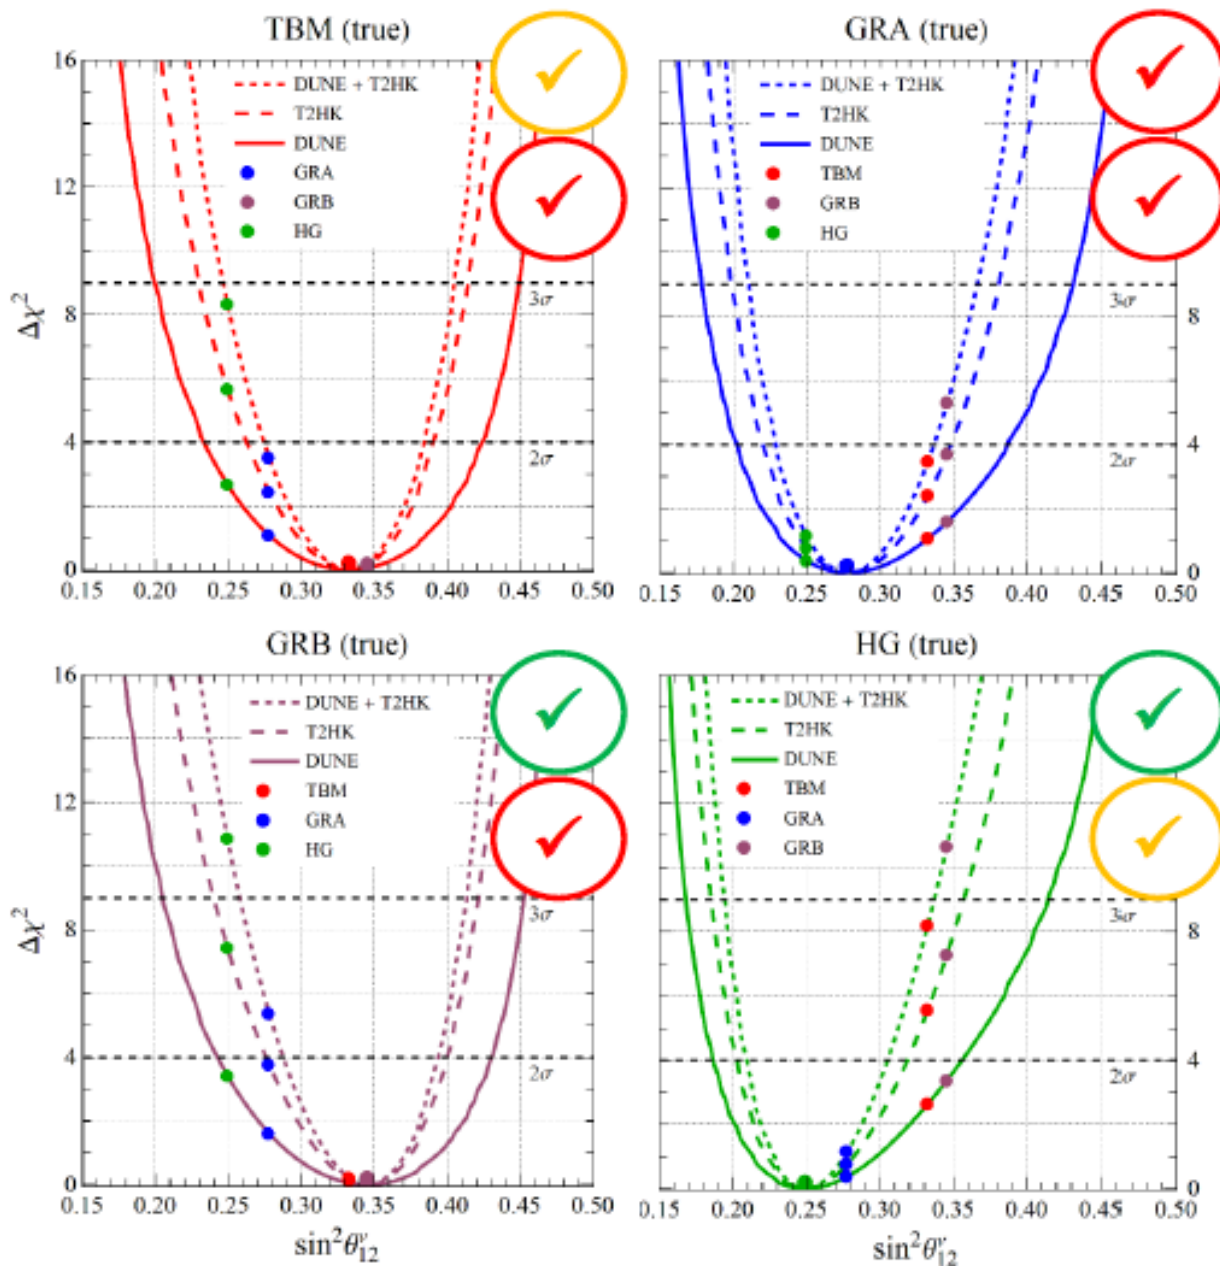 TBM (true)
16
12
8
4
0
Δχ²
DUNE + T2HK
T2HK
DUNE
GRA
GRB
HG
3σ
2σ
0.15 0.20 0.25 0.30 0.35 0.40 0.45 0.50
GRA (true)
DUNE + T2HK
T2HK
DUNE
TBM
GRB
HG
3σ
2σ
8
4
0
0.15 0.20 0.25 0.30 0.35 0.40 0.45 0.50
GRB (true)
16
12
8
4
0
Δχ²
DUNE + T2HK
T2HK
DUNE
TBM
GRA
HG
3σ
2σ
0.15 0.20 0.25 0.30 0.35 0.40 0.45 0.50
sin²θ₁₂ᵛ
HG (true)
DUNE + T2HK
T2HK
DUNE
TBM
GRA
GRB
3σ
2σ
8
4
0
0.15 0.20 0.25 0.30 0.35 0.40 0.45 0.50
sin²θ₁₂ᵛ